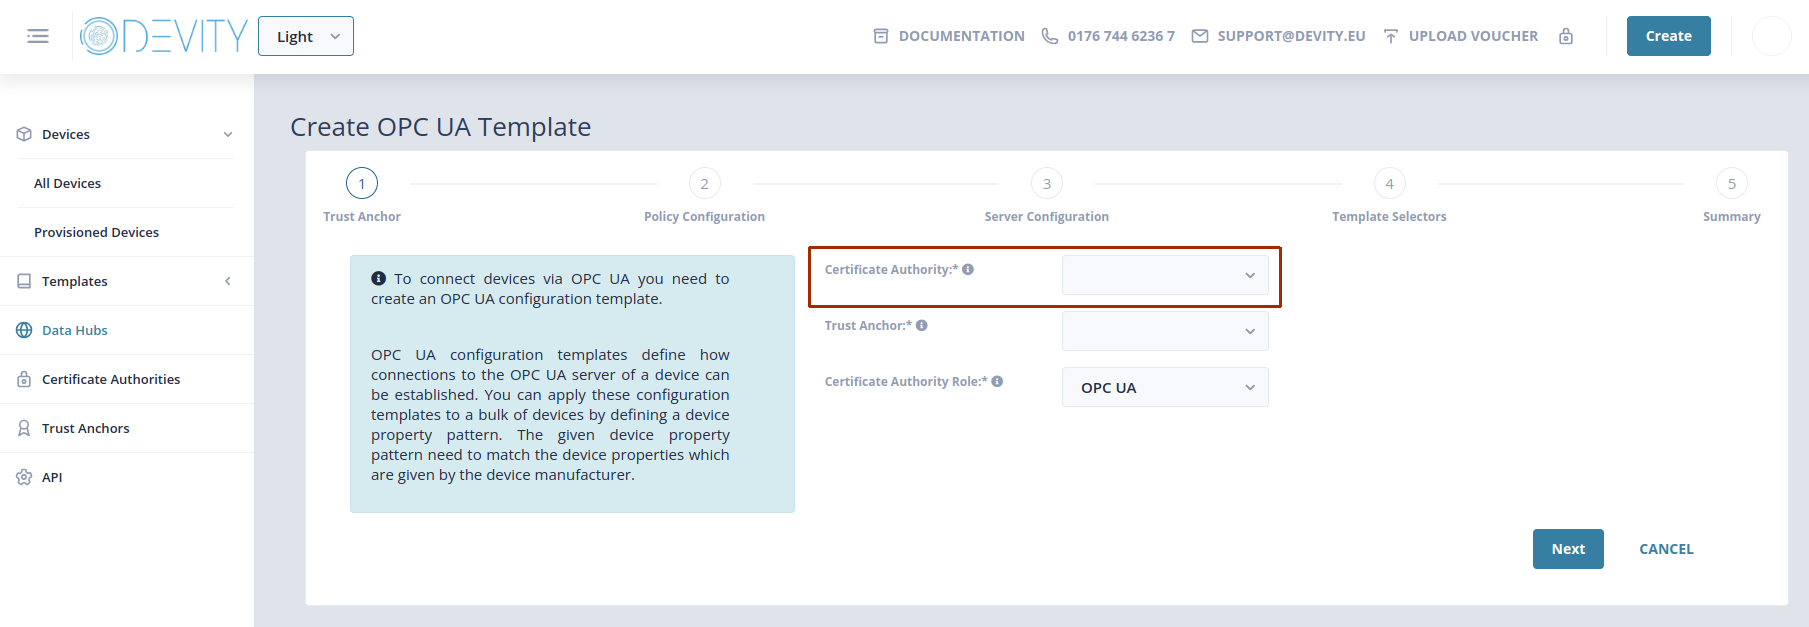 DEVITY
Light
DOCUMENTATION
0176 744 6236 7
SUPPORT@DEVITY.EU
UPLOAD VOUCHER
Create
Devices
All Devices
Provisioned Devices
Templates
Data Hubs
Certificate Authorities
Trust Anchors
API
Create OPC UA Template
1
2
3
4
5
Trust Anchor
Policy Configuration
Server Configuration
Template Selectors
Summary
To connect devices via OPC UA you need to
create an OPC UA configuration template.
OPC UA configuration templates define how
connections to the OPC UA server of a device can
be established. You can apply these configuration
templates to a bulk of devices by defining a device
property pattern. The given device property
pattern need to match the device properties which
are given by the device manufacturer.
Certificate Authority:*
Trust Anchor:*
Certificate Authority Role:*
OPC UA
Next
CANCEL